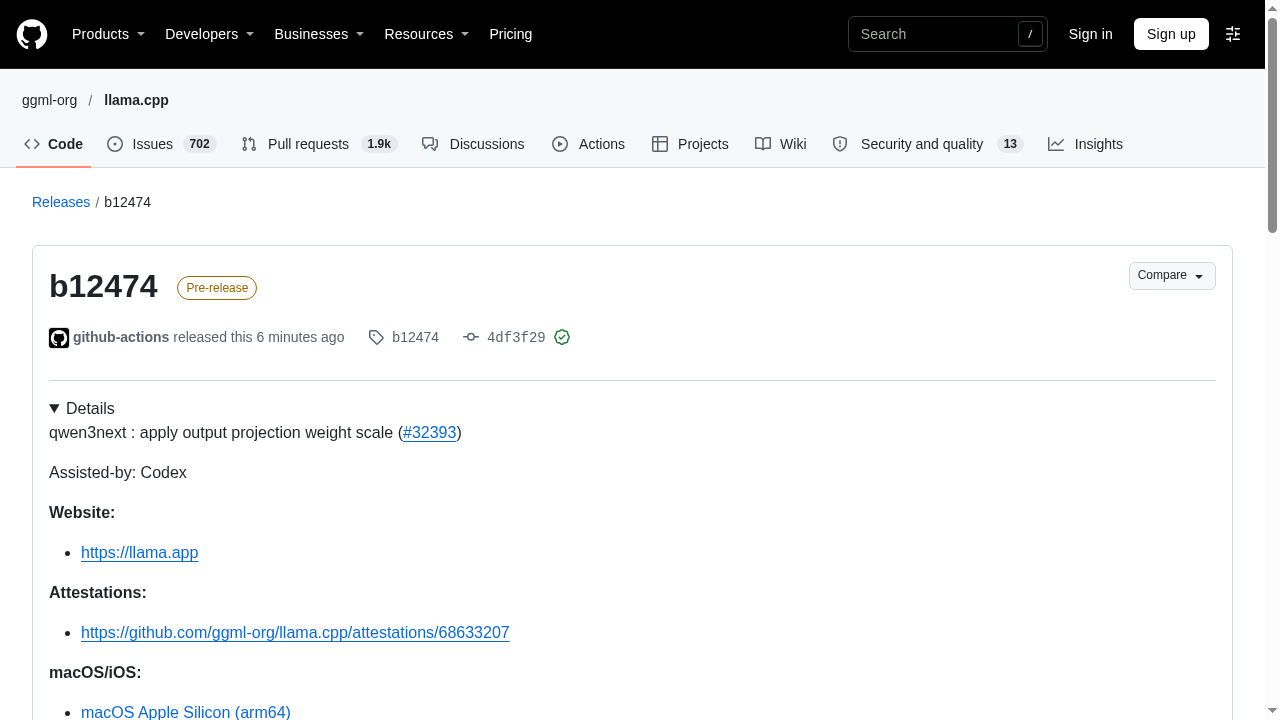 Products
Developers
Businesses
Resources
Pricing
Search
/
Sign in
Sign up
ggml-org / llama.cpp
Code
Issues 702
Pull requests 1.9k
Discussions
Actions
Projects
Wiki
Security and quality 13
Insights
Releases / b12474
b12474 Pre-release
Compare
github-actions released this 6 minutes ago b12474 4df3f29
Details
qwen3next : apply output projection weight scale (#32393)
Assisted-by: Codex
Website:
https://llama.app
Attestations:
https://github.com/ggml-org/llama.cpp/attestations/68633207
macOS/iOS:
macOS Apple Silicon (arm64)